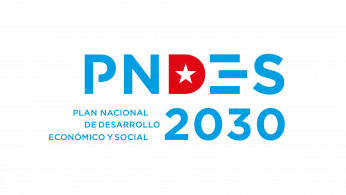 PNDES
PLAN NACIONAL
DE DESARROLLO
ECONÓMICO Y SOCIAL
2030